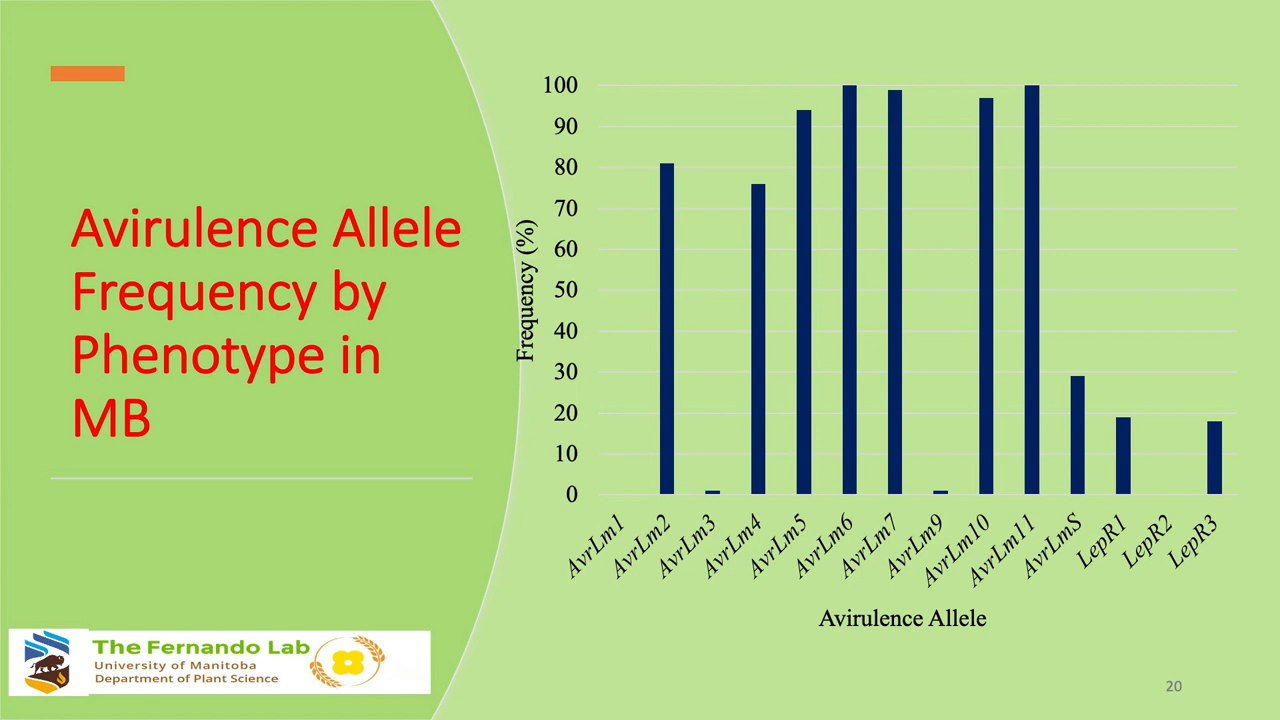 Avirulence Allele
Frequency by
Phenotype in
MB
The Fernando Lab
University of Manitoba
Department of Plant Science
Frequency (%)
100
90
80
70
60
50
40
30
20
10
0
AvrLm1
AvrLm2
AvrLm3
AvrLm4
AvrLm5
AvrLm6
AvrLm7
AvrLm9
AvrLm10
AvrLm11
AvrLmS
LepR1
LepR2
LepR3
Avirulence Allele
20